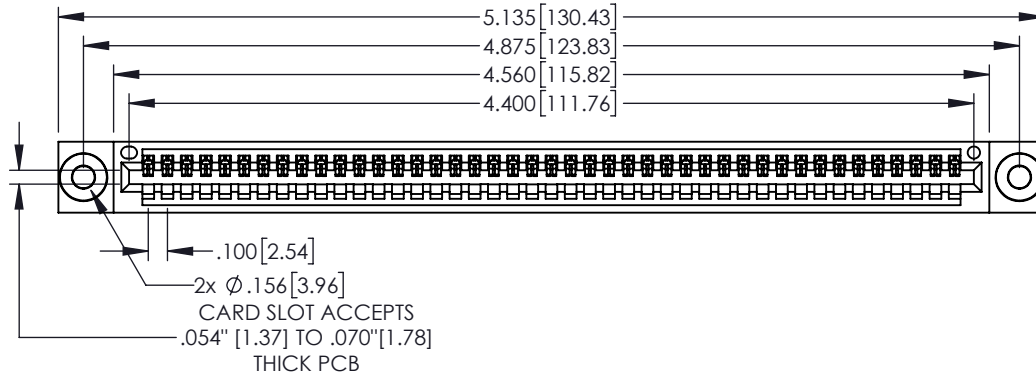 5.135[130.43]
4.875[123.83]
4.560[115.82]
4.400[111.76]
.100[2.54]
2x Ø.156[3.96]
CARD SLOT ACCEPTS
.054" [1.37] TO .070"[1.78]
THICK PCB